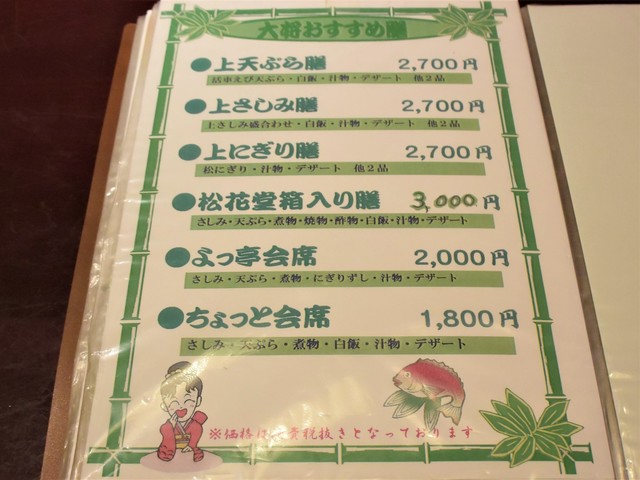 大将おすすめ膳
●上天ぷら膳 2,700円
活車えび天ぷら・白飯・汁物・デザート 他2品
●上さしみ膳 2,700円
上さしみ盛合わせ・白飯・汁物・デザート 他2品
●上にぎり膳 2,700円
松にぎり・汁物・デザート 他2品
●松花堂箱入り膳 3,000円
さしみ・天ぷら・煮物・焼物・酢物・白飯・汁物・デザート
●よっ亭会席 2,000円
さしみ・天ぷら・煮物・にぎりずし・汁物・デザート
●ちょっと会席 1,800円
さしみ・天ぷら・煮物・白飯・汁物・デザート
※価格は消費税抜きとなっております